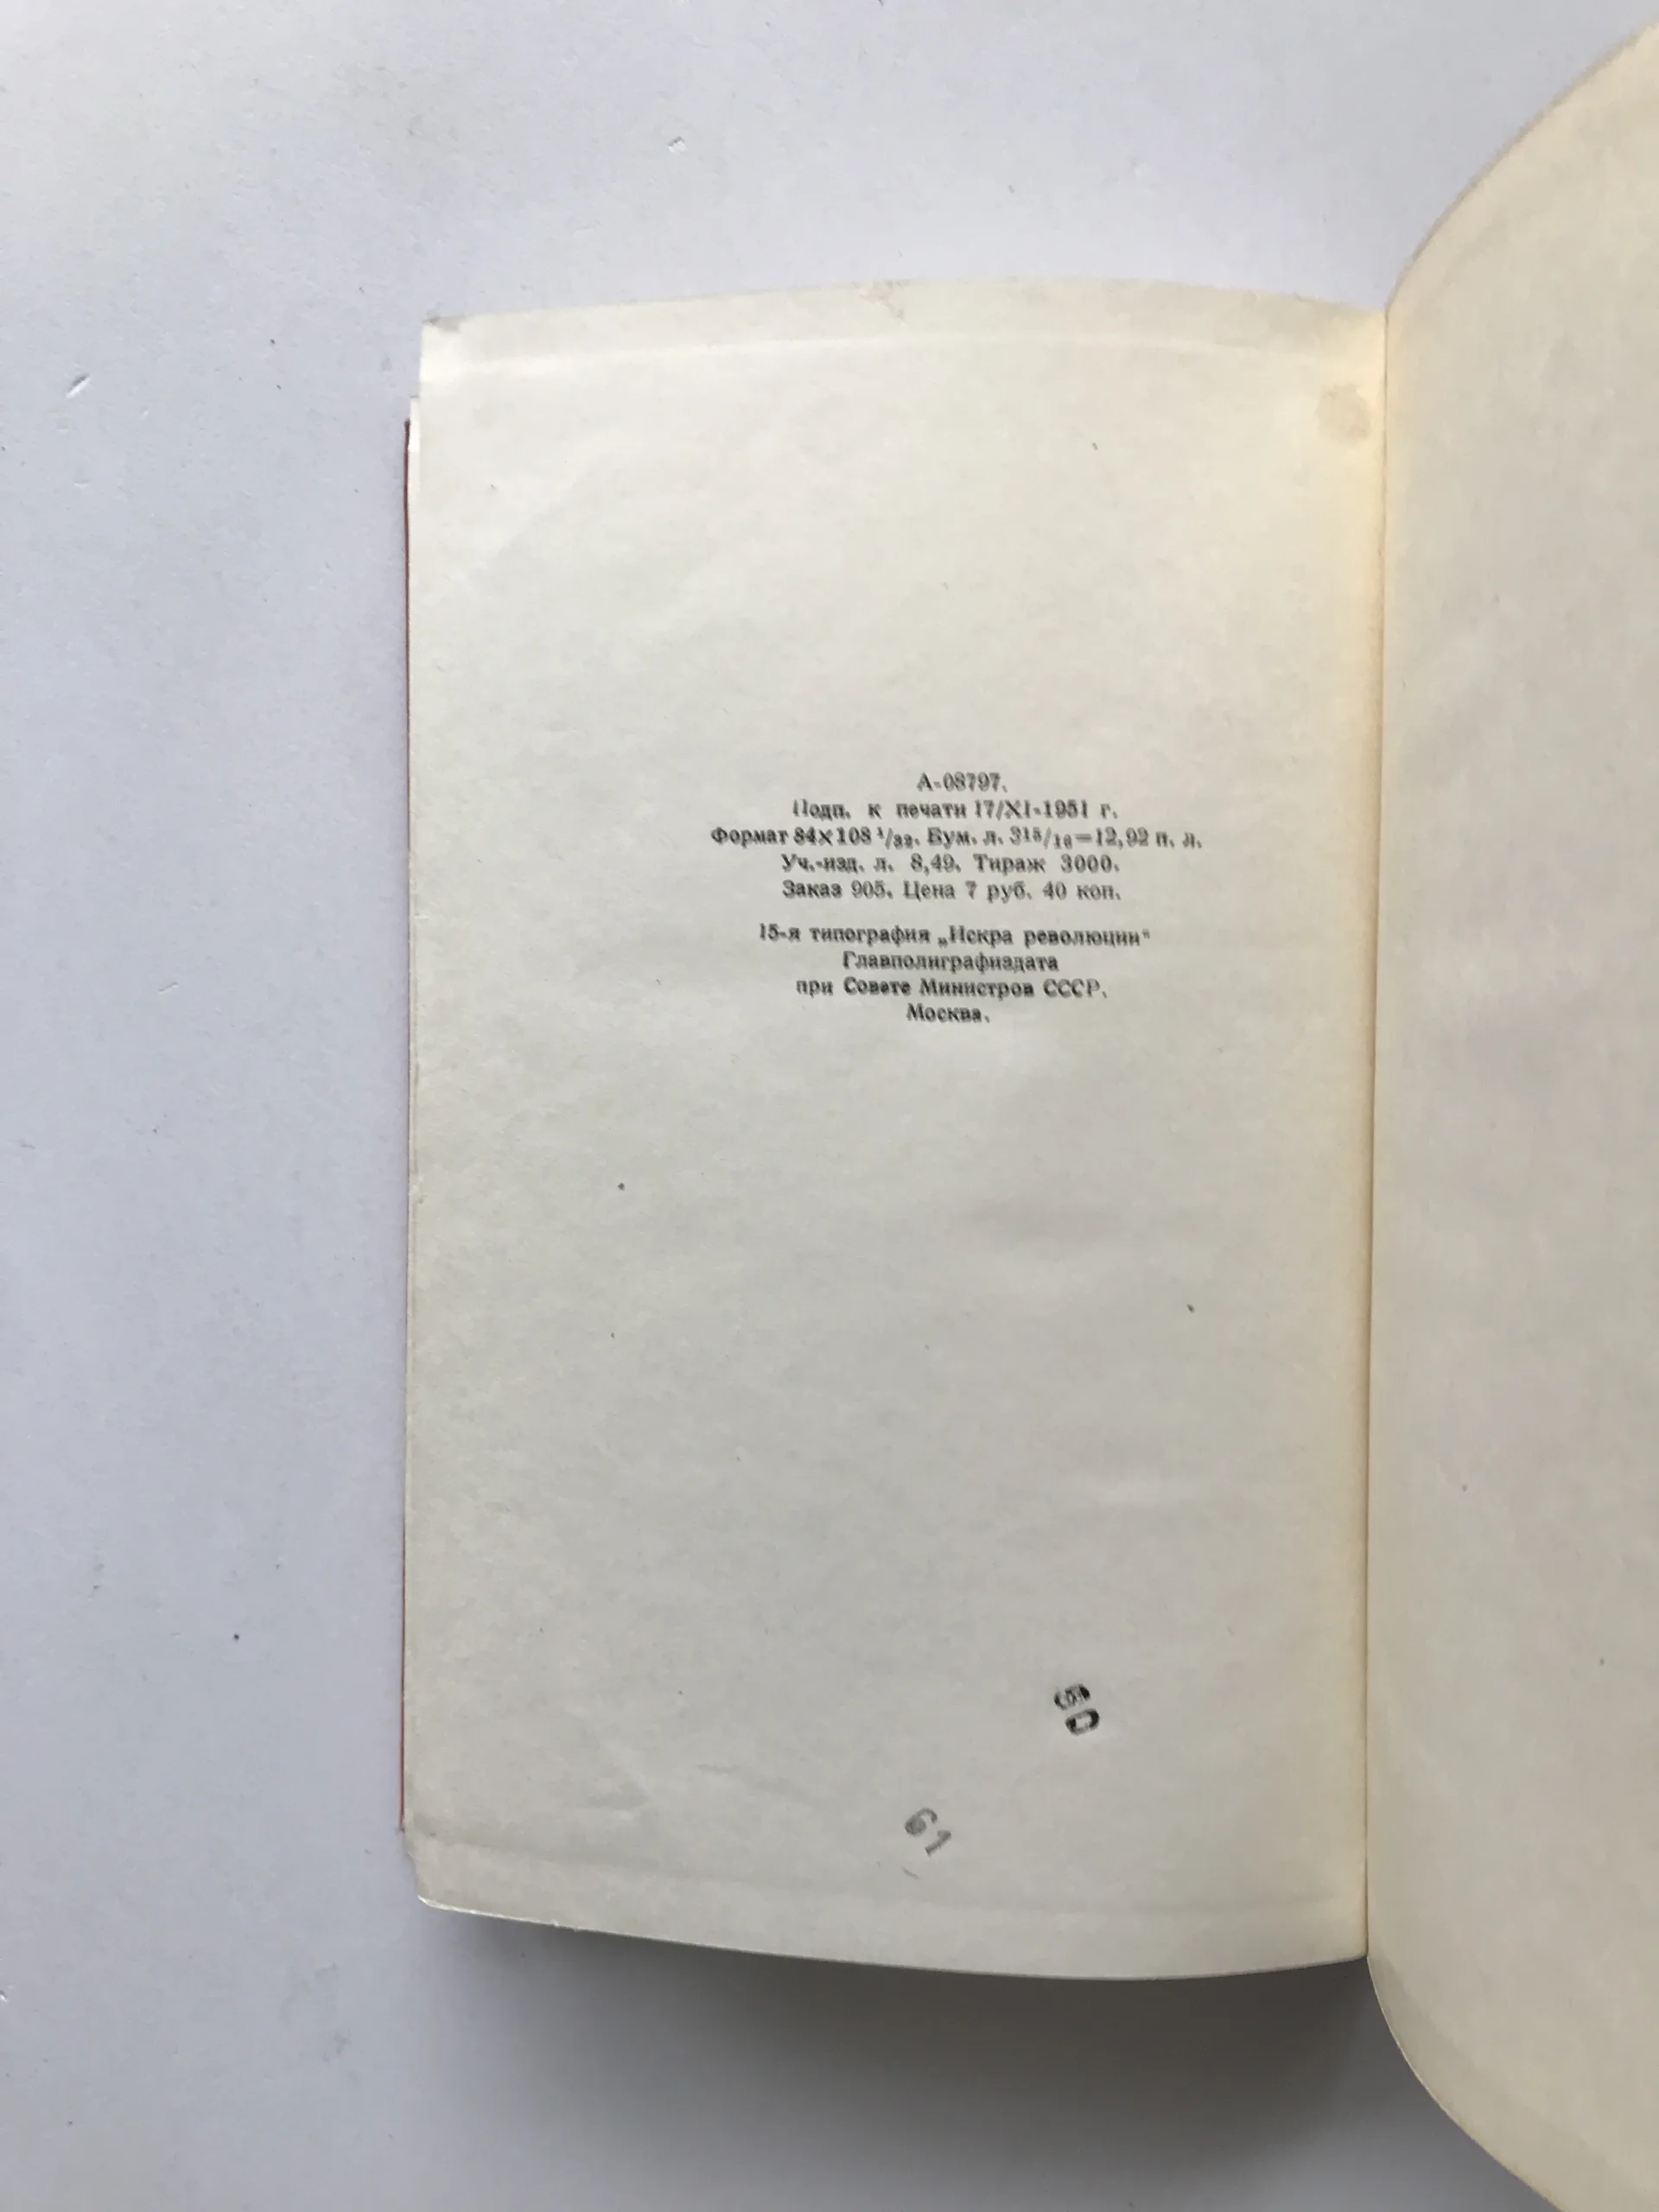 А-08797.
Подп. к печати 17/XI-1951 г.
Формат 84×108 ¹/₃₂. Бум. л. 3¹⁵/₁₆=12,92 п. л.
Уч.-изд. л. 8,49. Тираж 3000.
Заказ 905. Цена 7 руб. 40 коп.
15-я типография „Искра революции"
Главполиграфиздата
при Совете Министров СССР.
Москва.
60
61